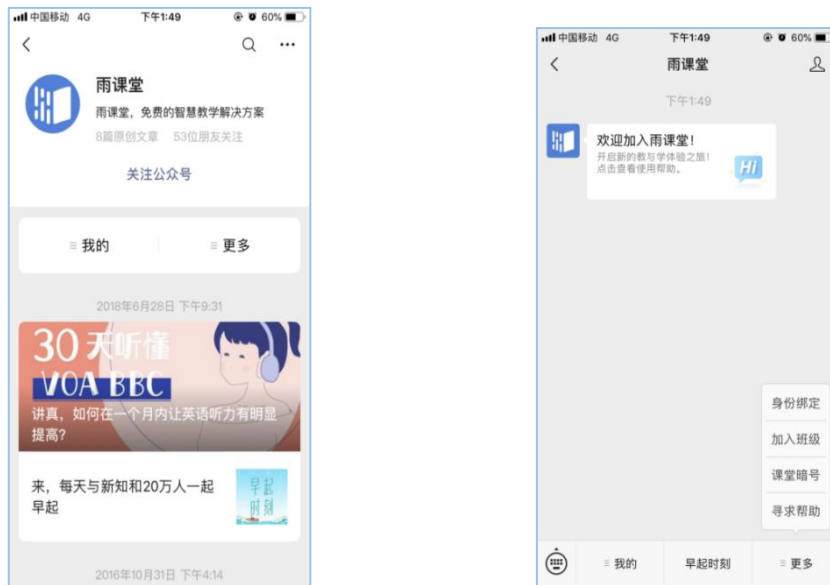 中国移动 4G 下午1:49 60%
雨课堂
雨课堂，免费的智慧教学解决方案
8篇原创文章 53位朋友关注
关注公众号
我的 更多
2018年6月28日 下午9:31
30天听懂
VOA BBC
讲真，如何在一个月内让英语听力有明显
提高?
来，每天与新知和20万人一起
早起
早起
时刻
2016年10月31日 下午4:14
中国移动 4G 下午1:49 60%
雨课堂
下午1:49
欢迎加入雨课堂!
开启新的教与学体验之旅!
点击查看使用帮助。
Hi
身份绑定
加入班级
课堂暗号
寻求帮助
我的 早起时刻 更多